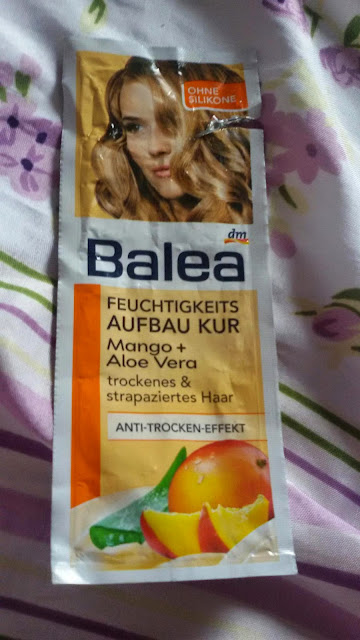 OHNE
SILIKONE
dm
Balea
FEUCHTIGKEITS
AUFBAU KUR
Mango +
Aloe Vera
trockenes &
strapaziertes Haar
ANTI-TROCKEN-EFFEKT